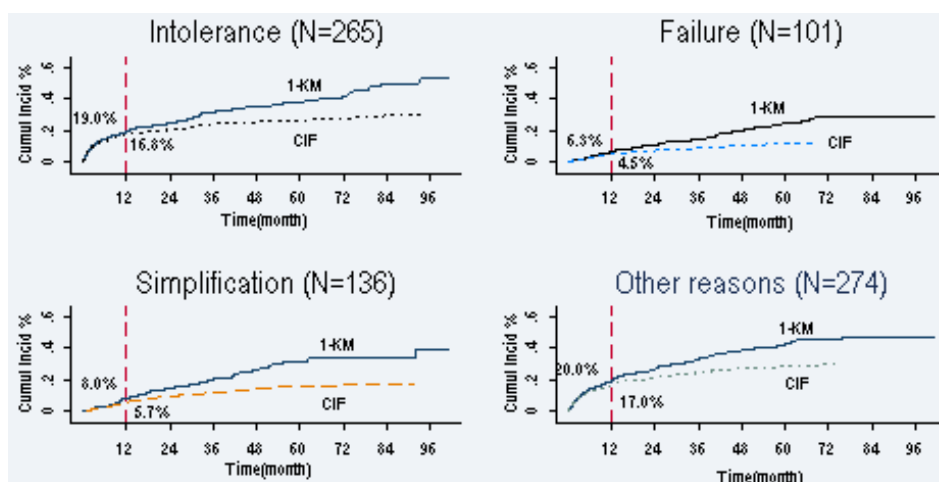 Intolerance (N=265)
Cumul Incid %
0 .2 .4 .6
19.0%
16.8%
1-KM
CIF
12 24 36 48 60 72 84 96
Time(month)
Failure (N=101)
Cumul Incid %
0 .2 .4 .6
6.3%
4.5%
1-KM
CIF
12 24 36 48 60 72 84 96
Time(month)
Simplification (N=136)
Cumul Incid %
0 .2 .4 .6
8.0%
5.7%
1-KM
CIF
12 24 36 48 60 72 84 96
Time(month)
Other reasons (N=274)
Cumul Incid %
0 .2 .4 .6
20.0%
17.0%
1-KM
CIF
12 24 36 48 60 72 84 96
Time(month)